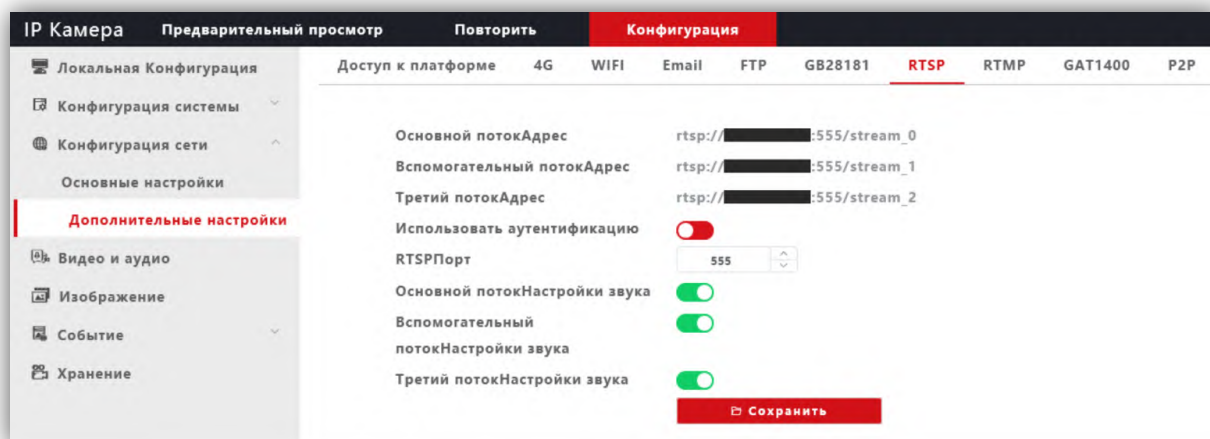 IP Камера Предварительный просмотр Повторить Конфигурация
Локальная Конфигурация
Конфигурация системы
Конфигурация сети
Основные настройки
Дополнительные настройки
Видео и аудио
Изображение
Событие
Хранение
Доступ к платформе 4G WIFI Email FTP GB28181 RTSP RTMP GAT1400 P2P
Основной потокАдрес rtsp:// :555/stream_0
Вспомогательный потокАдрес rtsp:// :555/stream_1
Третий потокАдрес rtsp:// :555/stream_2
Использовать аутентификацию
RTSPПорт 555
Основной потокНастройки звука
Вспомогательный
потокНастройки звука
Третий потокНастройки звука
Сохранить